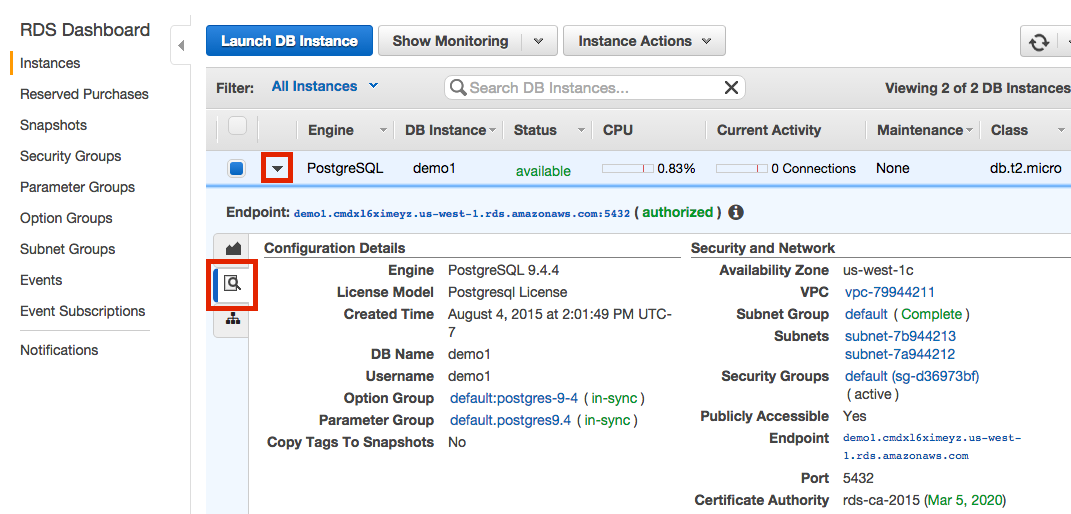 RDS Dashboard
Instances
Reserved Purchases
Snapshots
Security Groups
Parameter Groups
Option Groups
Subnet Groups
Events
Event Subscriptions
Notifications
Launch DB Instance Show Monitoring Instance Actions
Filter: All Instances Search DB Instances... Viewing 2 of 2 DB Instances
Engine DB Instance Status CPU Current Activity Maintenance Class
PostgreSQL demo1 available 0.83% 0 Connections None db.t2.micro
Endpoint: demo1.cmdxl6ximeyz.us-west-1.rds.amazonaws.com:5432 ( authorized )
Configuration Details
Engine PostgreSQL 9.4.4
License Model Postgresql License
Created Time August 4, 2015 at 2:01:49 PM UTC-
7
DB Name demo1
Username demo1
Option Group default:postgres-9-4 ( in-sync )
Parameter Group default.postgres9.4 ( in-sync )
Copy Tags To Snapshots No
Security and Network
Availability Zone us-west-1c
VPC vpc-79944211
Subnet Group default ( Complete )
Subnets subnet-7b944213
subnet-7a944212
Security Groups default (sg-d36973bf)
( active )
Publicly Accessible Yes
Endpoint demo1.cmdxl6ximeyz.us-west-
1.rds.amazonaws.com
Port 5432
Certificate Authority rds-ca-2015 (Mar 5, 2020)